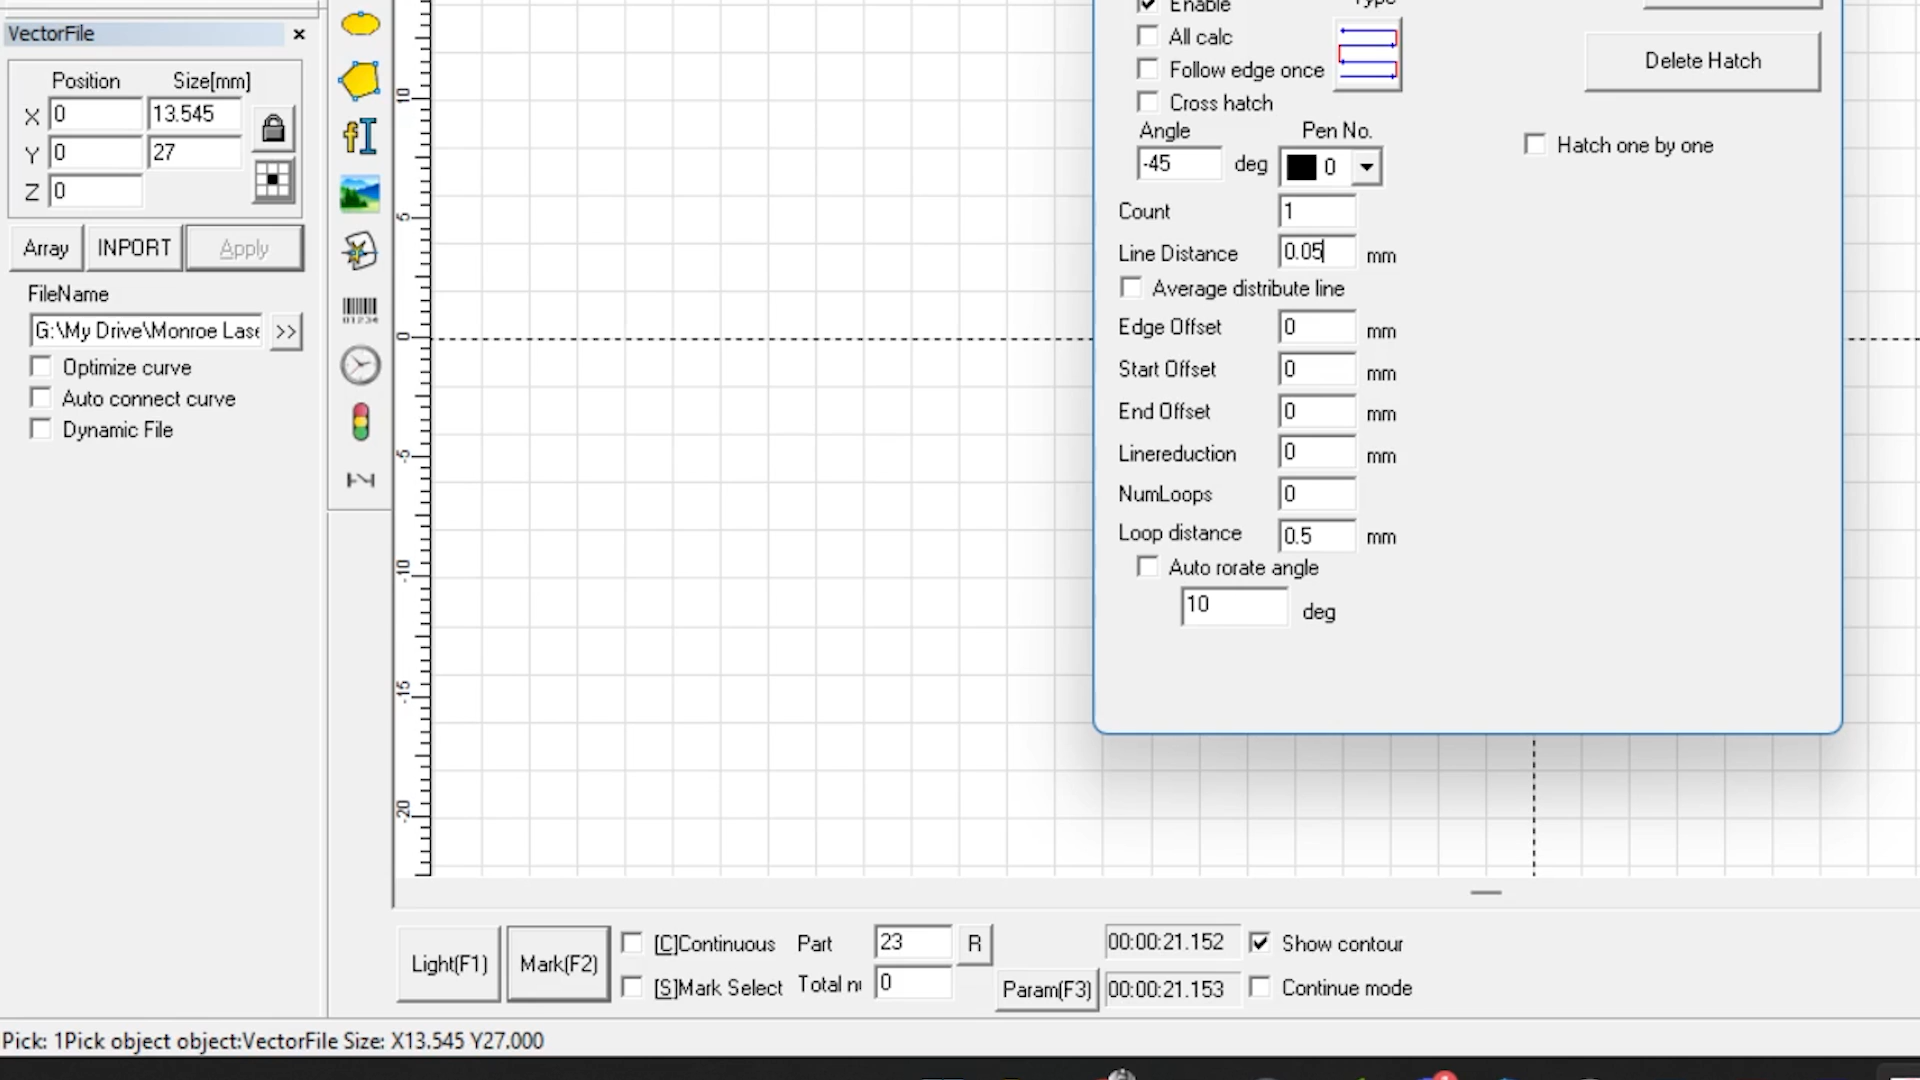 VectorFile
Position Size[mm]
X 0 13.545
Y 0 27
Z 0
Array INPORT Apply
FileName
G:\My Drive\Monroe Lase >>
Optimize curve
Auto connect curve
Dynamic File
01234
10
5
0
-5
-10
-15
-20
Enable
Type
All calc
Follow edge once
Cross hatch
Delete Hatch
Angle Pen No.
-45 deg 0
Hatch one by one
Count 1
Line Distance 0.05 mm
Average distribute line
Edge Offset 0 mm
Start Offset 0 mm
End Offset 0 mm
Linereduction 0 mm
NumLoops 0
Loop distance 0.5 mm
Auto rorate angle
10 deg
Light(F1) Mark(F2) [C]Continuous Part 23 R 00:00:21.152 Show contour
[S]Mark Select Total 0 Param(F3) 00:00:21.153 Continue mode
Pick: 1Pick object object:VectorFile Size: X13.545 Y27.000